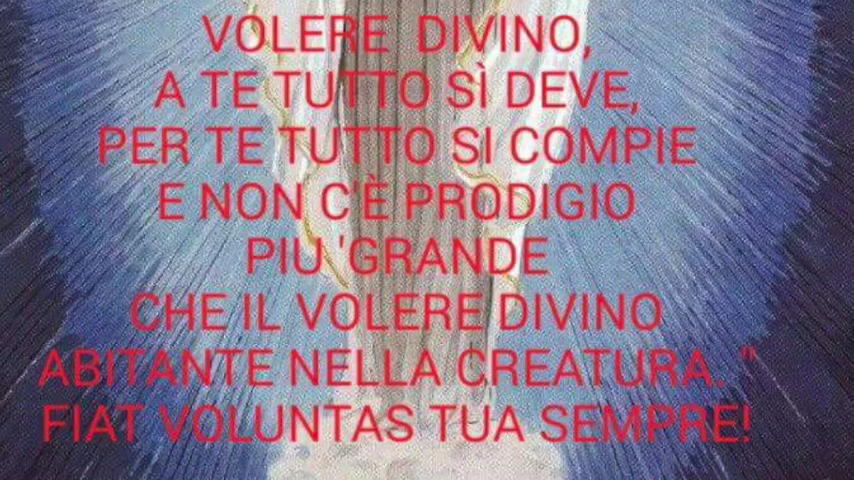 VOLERE DIVINO,
A TE TUTTO SÌ DEVE,
PER TE TUTTO SI COMPIE
E NON C'È PRODIGIO
PIU 'GRANDE
CHE IL VOLERE DIVINO
ABITANTE NELLA CREATURA. "
FIAT VOLUNTAS TUA SEMPRE!